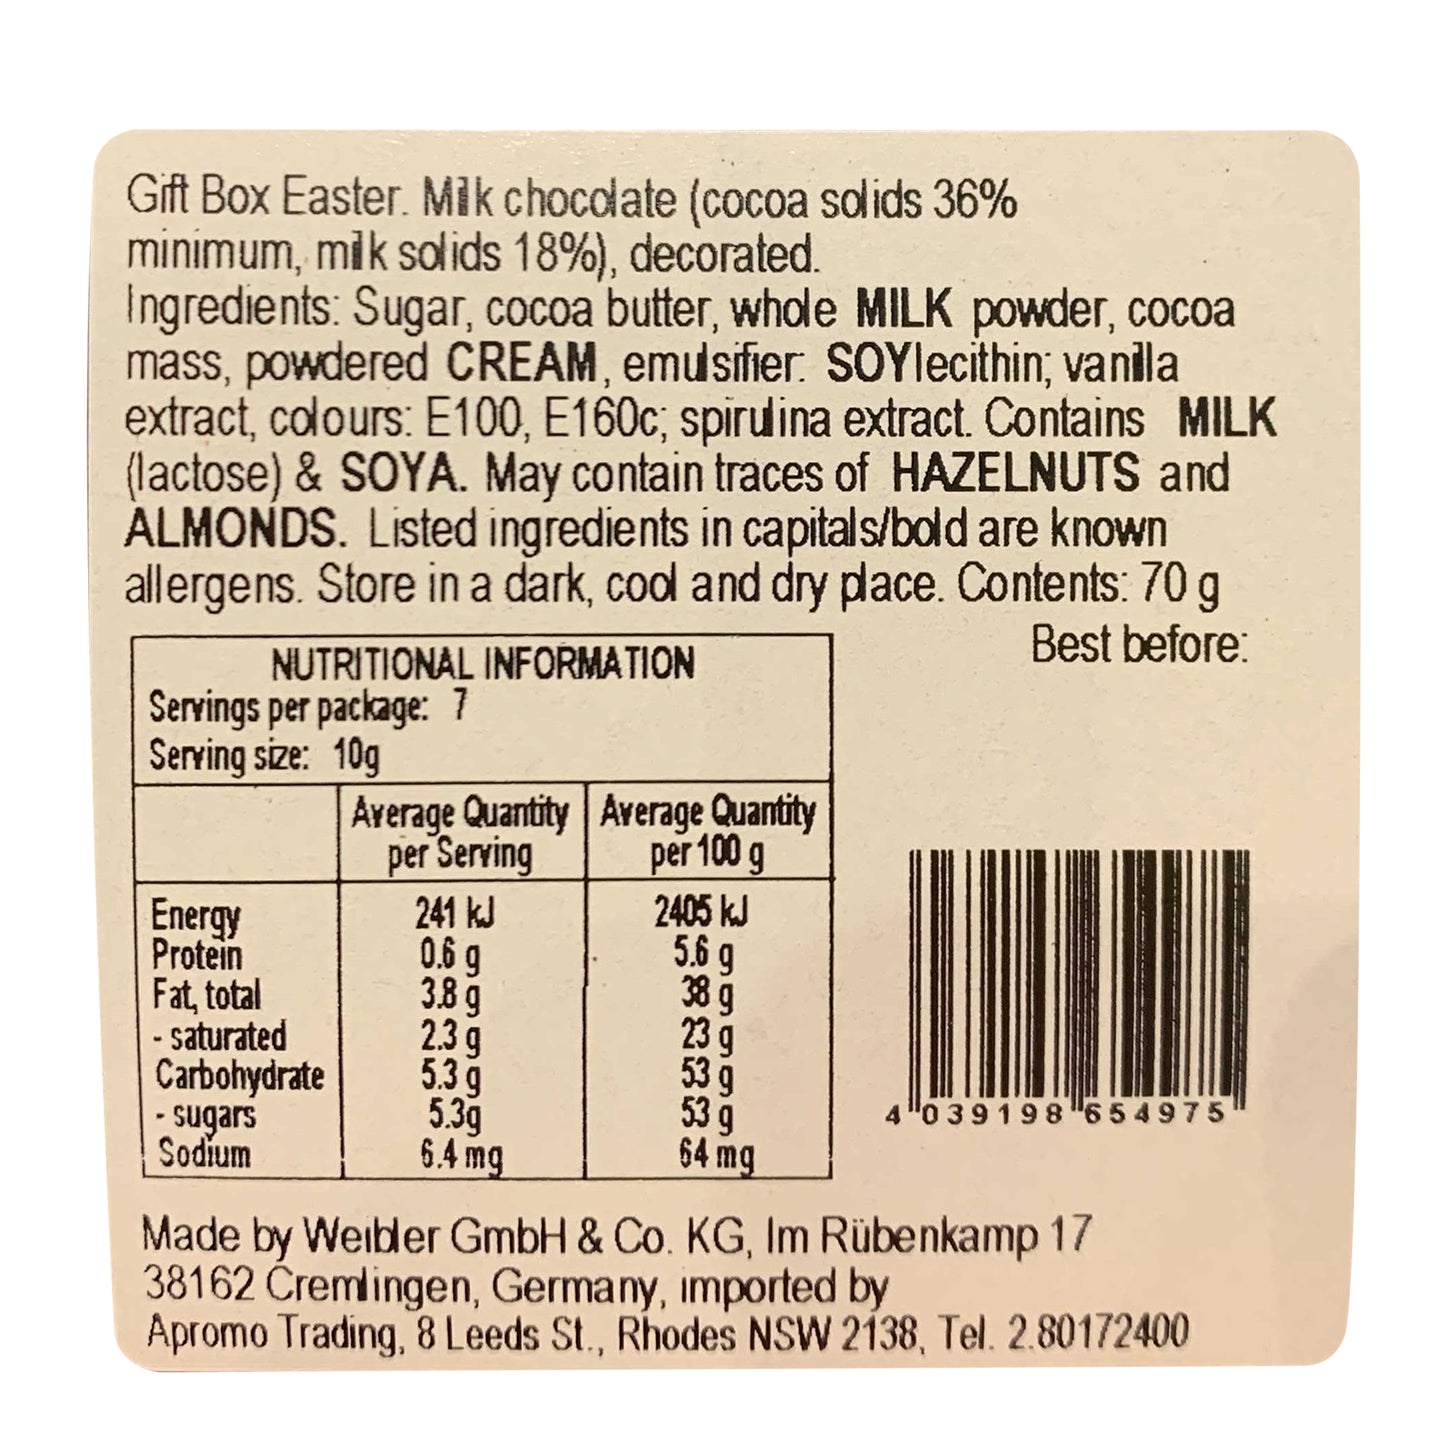 Gift Box Easter. Milk chocolate (cocoa solids 36%
minimum, milk solids 18%), decorated.
Ingredients: Sugar, cocoa butter, whole MILK powder, cocoa
mass, powdered CREAM, emulsifier: SOYlecithin; vanilla
extract, colours: E100, E160c; spirulina extract. Contains MILK
(lactose) & SOYA. May contain traces of HAZELNUTS and
ALMONDS. Listed ingredients in capitals/bold are known
allergens. Store in a dark, cool and dry place. Contents: 70 g
Best before:
NUTRITIONAL INFORMATION
Servings per package: 7
Serving size: 10g
Average Quantity per Serving Average Quantity per 100 g
Energy 241 kJ 2405 kJ
Protein 0.6 g 5.6 g
Fat, total 3.8 g 38 g
- saturated 2.3 g 23 g
Carbohydrate 5.3 g 53 g
- sugars 5.3g 53 g
Sodium 6.4 mg 64 mg
4 039198 654975
Made by Weibler GmbH & Co. KG, Im Rübenkamp 17
38162 Cremlingen, Germany, imported by
Apromo Trading, 8 Leeds St., Rhodes NSW 2138, Tel. 2.80172400